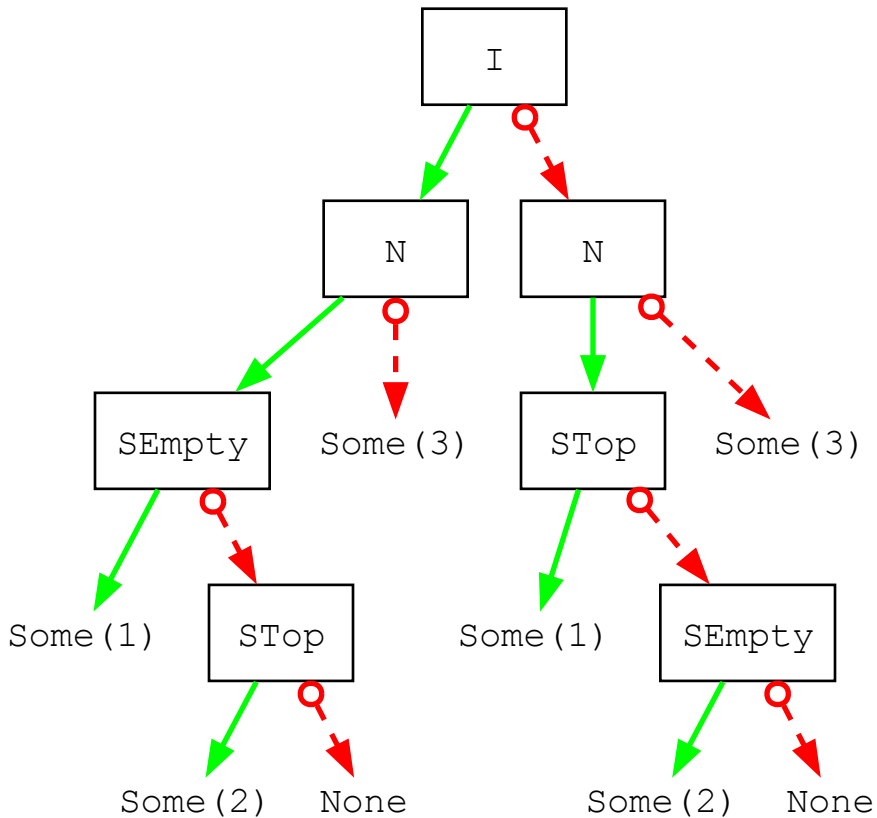 I
N N
SEmpty Some(3) STop Some(3)
Some(1) STop Some(1) SEmpty
Some(2) None Some(2) None